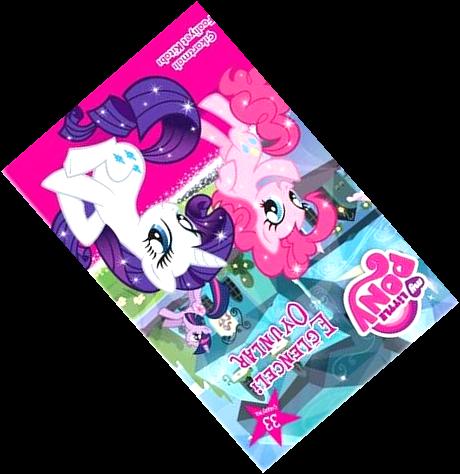 MY LITTLE
PONY
EĞLENCELİ
OYUNLAR
33
Çıkartmalı
Faaliyet Kitabı